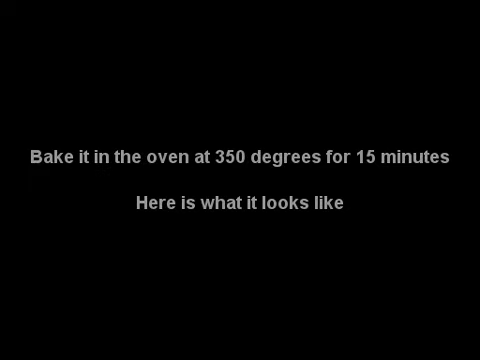 Bake it in the oven at 350 degrees for 15 minutes
Here is what it looks like